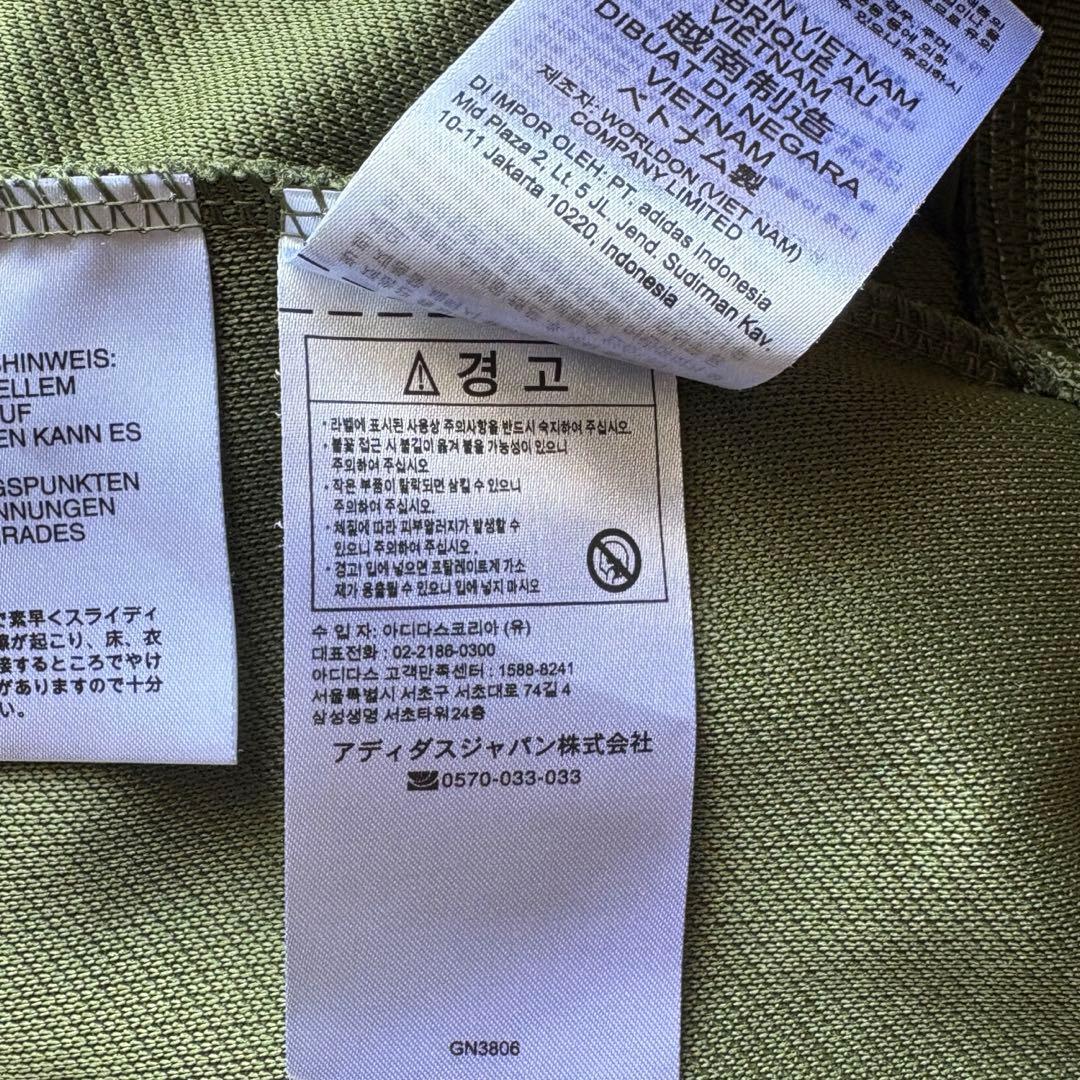 IN VIETNAM
BRIQUÉ AU
VIETNAM
越南制造
DIBUAT DI NEGARA
VIETNAM
ベトナム製
제조자: WORLDON (VIET NAM)
COMPANY LIMITED
DI IMPOR OLEH: PT. adidas Indonesia
Mid Plaza 2 Lt. 5 JL. Jend. Sudirman Kav.
10-11 Jakarta 10220, Indonesia
SHINWEIS:
ELLEM
UF
EN KANN ES
GSPUNKTEN
NNUNGEN
RADES
で素早くスライディ
擦が起こり、床、衣
接するところでやけ
がありますので十分
い。
경 고
· 라벨에 표시된 사용상 주의사항을 반드시 숙지하여 주십시오.
· 불꽃 접근 시 불길이 옮겨 붙을 가능성이 있으니
주의하여 주십시오
· 작은 부품이 탈락되면 삼킬 수 있으니
주의하여 주십시오.
· 체질에 따라 피부알러지가 발생할 수
있으니 주의하여 주십시오.
· 경고! 입에 넣으면 프탈레이트계 가소
제가 용출될 수 있으니 입에 넣지 마시오
수 입 자: 아디다스코리아 (유)
대표전화 : 02-2186-0300
아디다스 고객만족센터 : 1588-8241
서울특별시 서초구 서초대로 74길 4
삼성생명 서초타워 24층
アディダスジャパン株式会社
0570-033-033
GN3806